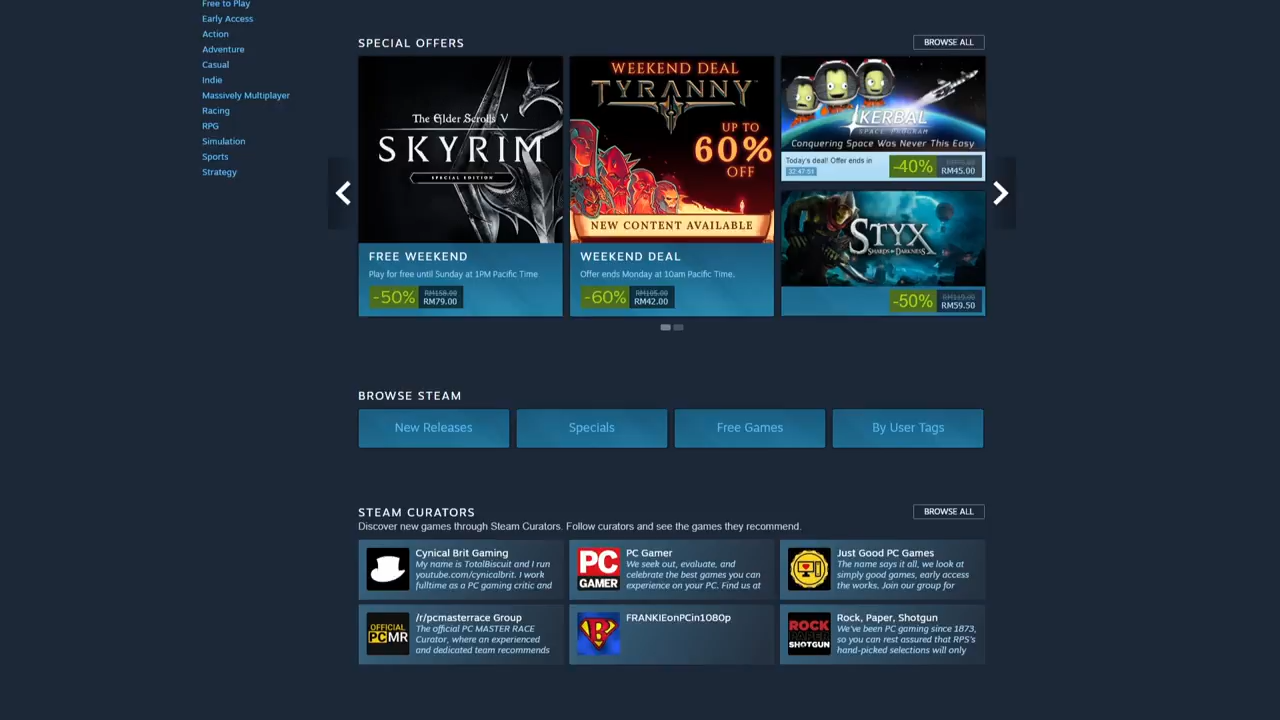 Free to Play
Early Access
Action
Adventure
Casual
Indie
Massively Multiplayer
Racing
RPG
Simulation
Sports
Strategy
SPECIAL OFFERS
BROWSE ALL
The Elder Scrolls V
SKYRIM
SPECIAL EDITION
FREE WEEKEND
Play for free until Sunday at 1PM Pacific Time
-50%
RM158.00
RM79.00
WEEKEND DEAL
TYRANNY
UP TO
60%
OFF
NEW CONTENT AVAILABLE
WEEKEND DEAL
Offer ends Monday at 10am Pacific Time.
-60%
RM105.00
RM42.00
KERBAL
SPACE PROGRAM
Conquering Space Was Never This Easy
Today's deal! Offer ends in
32:47:51
-40%
RM45.00
STYX
SHARDS OF DARKNESS
-50%
RM119.00
RM59.50
BROWSE STEAM
New Releases
Specials
Free Games
By User Tags
STEAM CURATORS
BROWSE ALL
Discover new games through Steam Curators. Follow curators and see the games they recommend.
Cynical Brit Gaming
My name is TotalBiscuit and I run
youtube.com/cynicalbrit. I work
fulltime as a PC gaming critic and
PC
GAMER
PC Gamer
We seek out, evaluate, and
celebrate the best games you can
experience on your PC. Find us at
Just Good PC Games
The name says it all, we look at
simply good games, early access
the works. Join our group for
OFFICIAL
PCMR
/r/pcmasterrace Group
The official PC MASTER RACE
Curator, where an experienced
and dedicated team recommends
FRANKIEonPCin1080p
ROCK
PAPER
SHOTGUN
Rock, Paper, Shotgun
We've been PC gaming since 1873,
so you can rest assured that RPS's
hand-picked selections will only